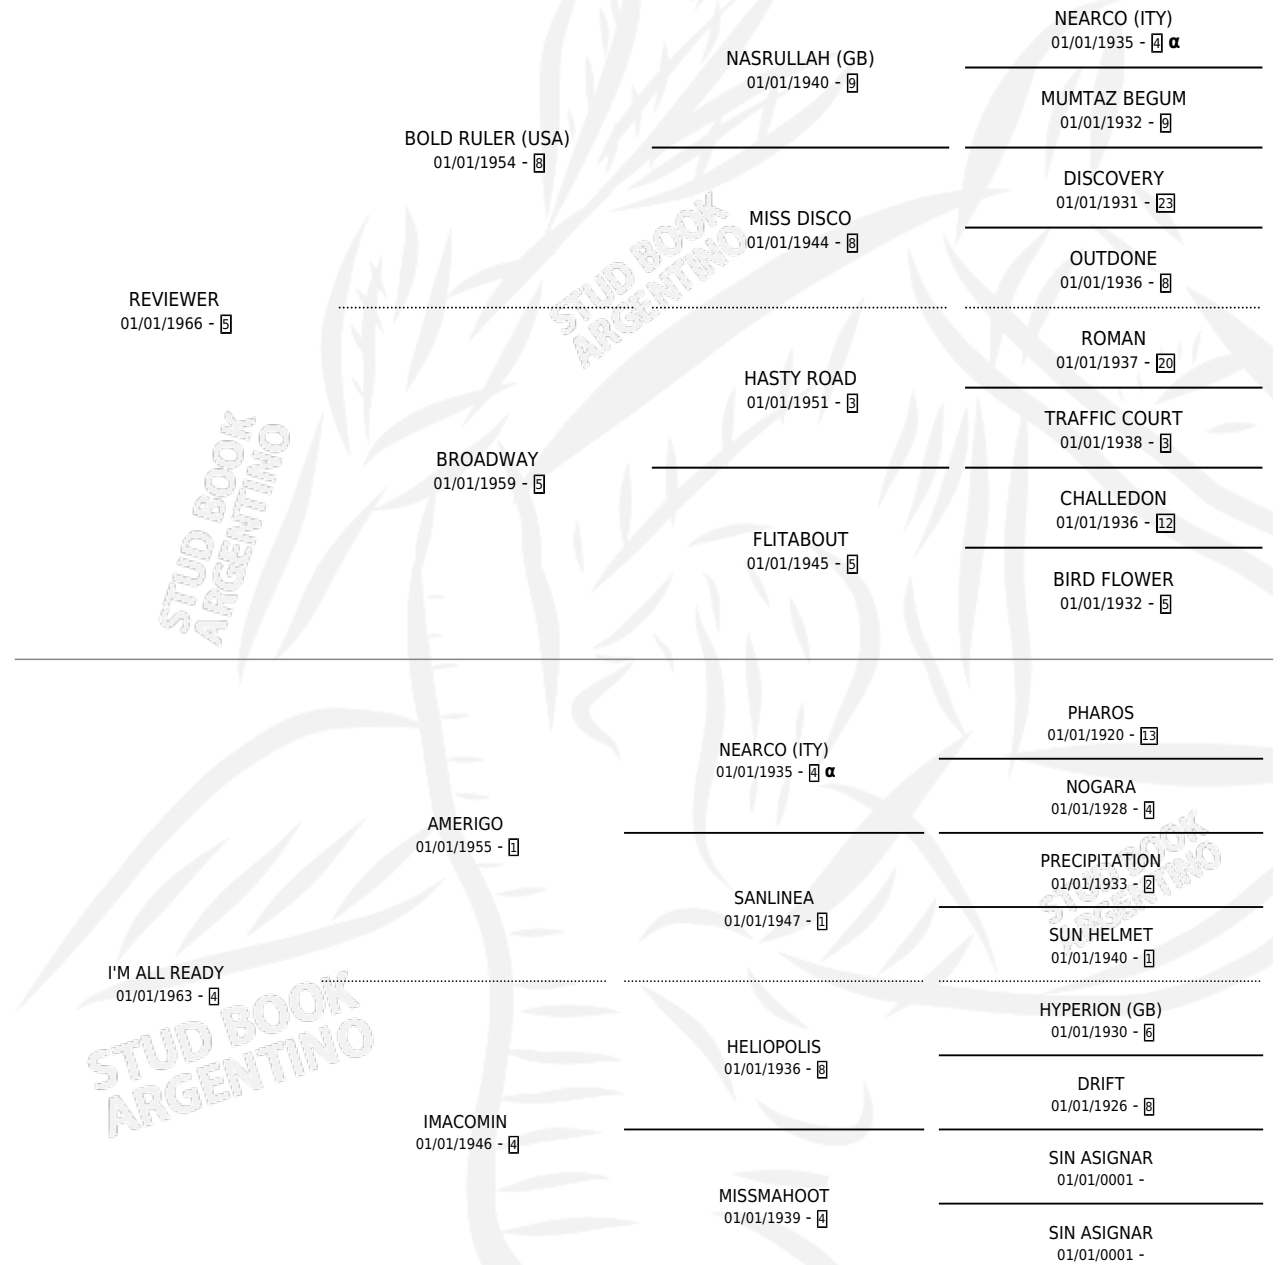 NEARCO (ITY)
01/01/1935 - 4 α
NASRULLAH (GB)
01/01/1940 - 9
MUMTAZ BEGUM
01/01/1932 - 9
BOLD RULER (USA)
01/01/1954 - 8
DISCOVERY
01/01/1931 - 23
MISS DISCO
01/01/1944 - 8
OUTDONE
01/01/1936 - 8
STUD BOOK
ARGENTINO
REVIEWER
01/01/1966 - 5
ROMAN
01/01/1937 - 20
HASTY ROAD
01/01/1951 - 3
TRAFFIC COURT
01/01/1938 - 3
BROADWAY
01/01/1959 - 5
CHALLEDON
01/01/1936 - 12
FLITABOUT
01/01/1945 - 5
BIRD FLOWER
01/01/1932 - 5
STUD BOOK
ARGENTINO
PHAROS
01/01/1920 - 13
NEARCO (ITY)
01/01/1935 - 4 α
NOGARA
01/01/1928 - 4
AMERIGO
01/01/1955 - 1
PRECIPITATION
01/01/1933 - 2
SANLINEA
01/01/1947 - 1
SUN HELMET
01/01/1940 - 1
STUD BOOK
ARGENTINO
I'M ALL READY
01/01/1963 - 4
HYPERION (GB)
01/01/1930 - 6
HELIOPOLIS
01/01/1936 - 8
DRIFT
01/01/1926 - 8
STUD BOOK
ARGENTINO
IMACOMIN
01/01/1946 - 4
SIN ASIGNAR
01/01/0001 -
MISSMAHOOT
01/01/1939 - 4
SIN ASIGNAR
01/01/0001 -